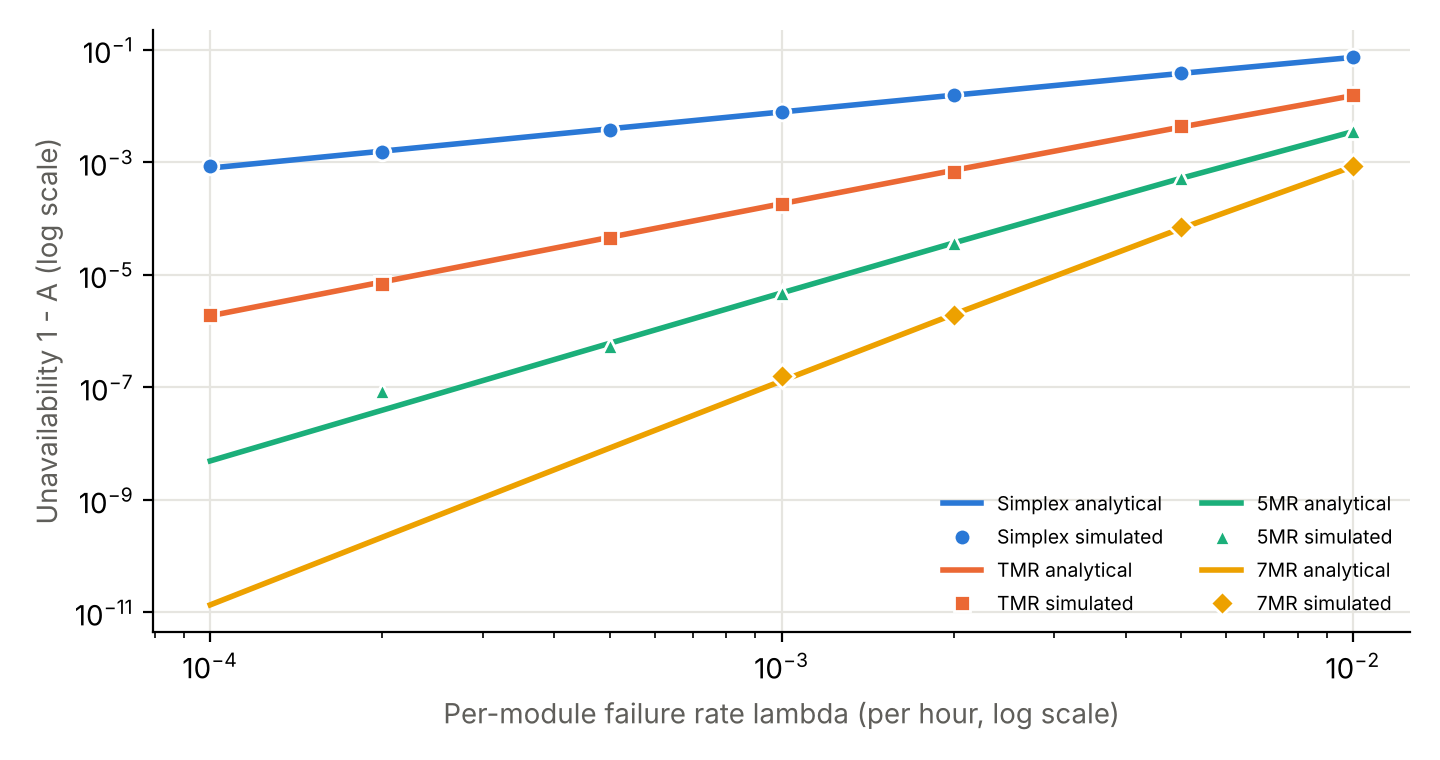 10⁻¹
10⁻³
10⁻⁵
10⁻⁷
10⁻⁹
10⁻¹¹
Unavailability 1 - A (log scale)
Simplex analytical
Simplex simulated
TMR analytical
TMR simulated
5MR analytical
5MR simulated
7MR analytical
7MR simulated
10⁻⁴
10⁻³
10⁻²
Per-module failure rate lambda (per hour, log scale)